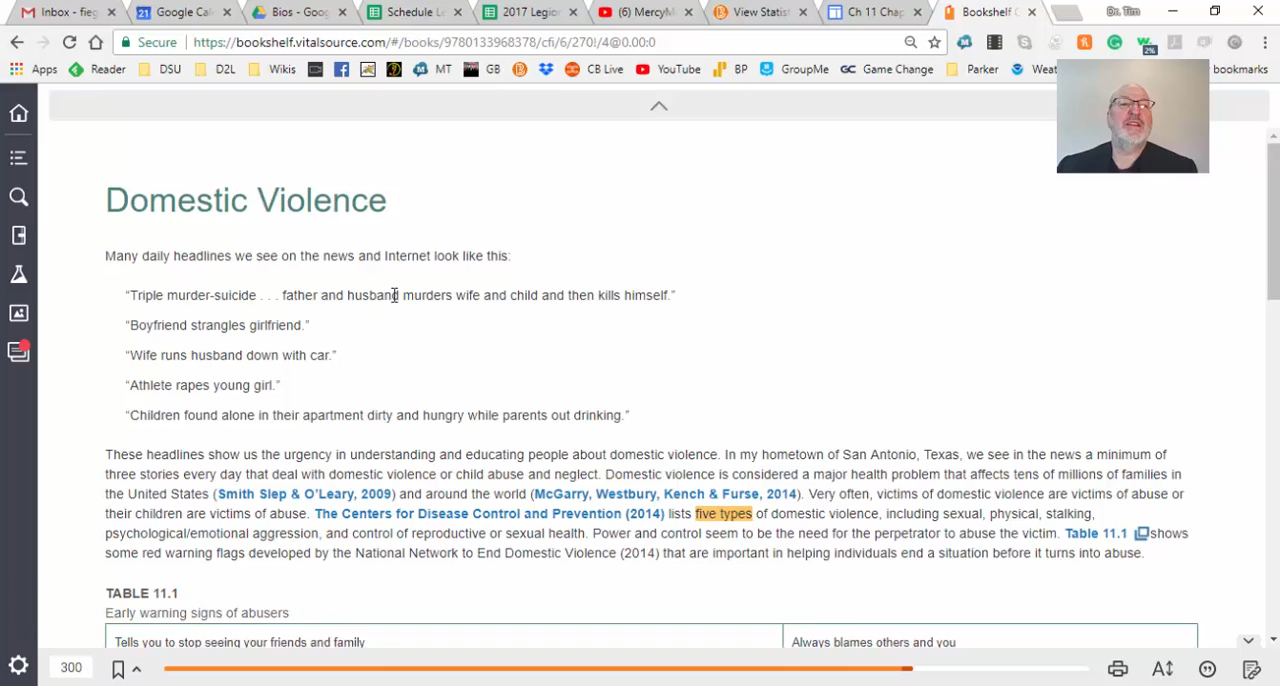 Inbox - fieg
Google Cal
Bios - Goog
Schedule Le
2017 Legion
(6) MercyM
View Statist
Ch 11 Chap
Bookshelf O
Dr. Tim
Secure
https://bookshelf.vitalsource.com/#/books/9780133968378/cfi/6/270!/4@0.00:0
2%
Apps
Reader
DSU
D2L
Wikis
MT
GB
CB Live
YouTube
BP
GroupMe
GC Game Change
Parker
Weat
bookmarks
Domestic Violence
Many daily headlines we see on the news and Internet look like this:
“Triple murder-suicide . . . father and husband murders wife and child and then kills himself.”
“Boyfriend strangles girlfriend.”
“Wife runs husband down with car.”
“Athlete rapes young girl.”
“Children found alone in their apartment dirty and hungry while parents out drinking.”
These headlines show us the urgency in understanding and educating people about domestic violence. In my hometown of San Antonio, Texas, we see in the news a minimum of
three stories every day that deal with domestic violence or child abuse and neglect. Domestic violence is considered a major health problem that affects tens of millions of families in
the United States (Smith Slep & O’Leary, 2009) and around the world (McGarry, Westbury, Kench & Furse, 2014). Very often, victims of domestic violence are victims of abuse or
their children are victims of abuse. The Centers for Disease Control and Prevention (2014) lists five types of domestic violence, including sexual, physical, stalking,
psychological/emotional aggression, and control of reproductive or sexual health. Power and control seem to be the need for the perpetrator to abuse the victim. Table 11.1 shows
some red warning flags developed by the National Network to End Domestic Violence (2014) that are important in helping individuals end a situation before it turns into abuse.
TABLE 11.1
Early warning signs of abusers
Tells you to stop seeing your friends and family
Always blames others and you
300